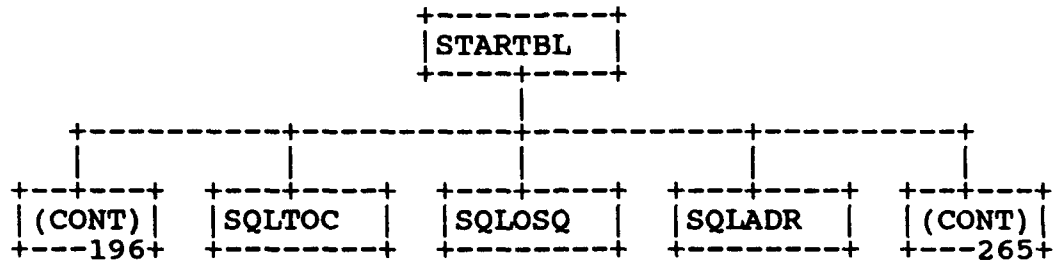 STARTBL
(CONT) SQLTOC SQLOSQ SQLADR (CONT)
196 265